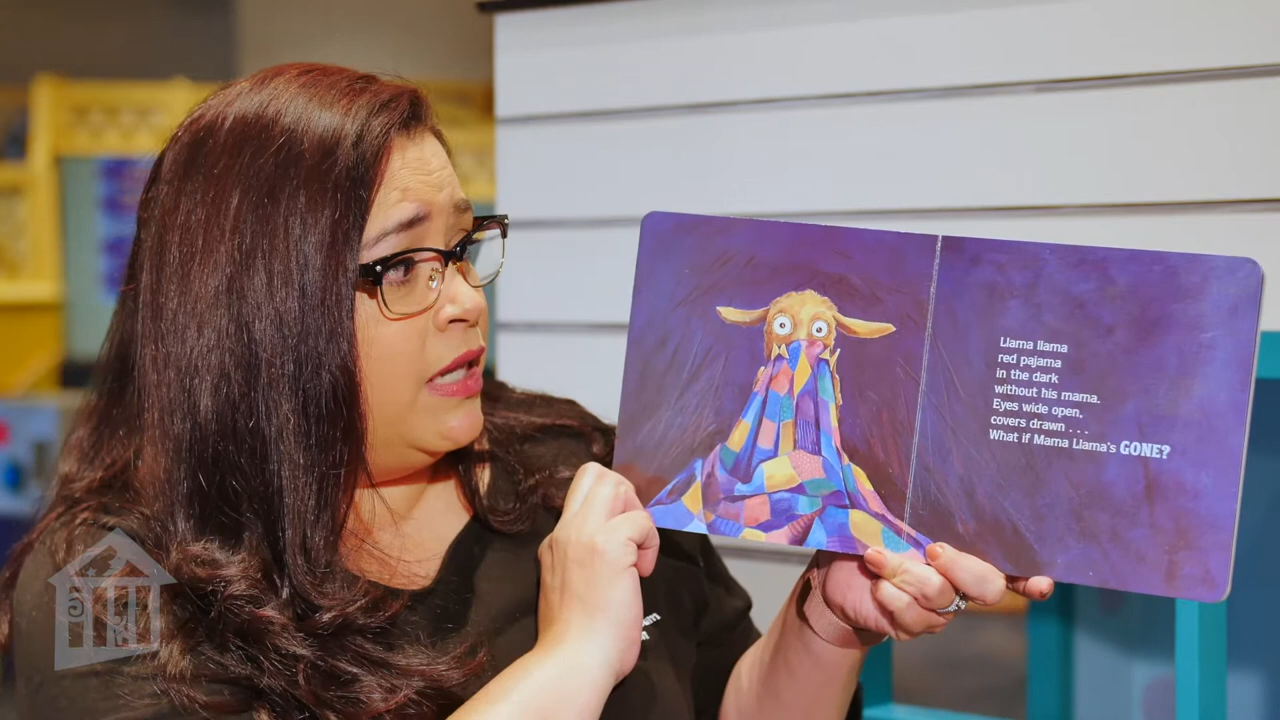 Llama llama
red pajama
in the dark
without his mama.
Eyes wide open,
covers drawn . . .
What if Mama Llama's GONE?